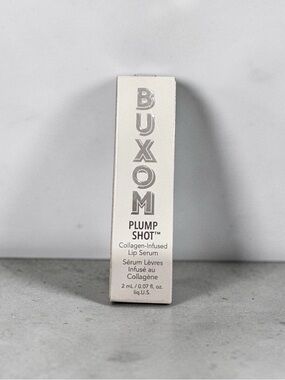 BUXOM
PLUMP
SHOT™
Collagen-Infused
Lip Serum
Sérum Lèvres
Infusé au
Collagène
2 mL / 0.07 fl. oz.
liq.U.S.